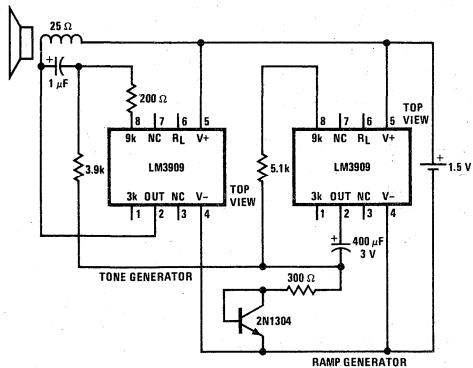 25 Ω
+
1 μF
200 Ω
8 7 6 5
9k NC RL V+
LM3909
3k OUT NC V−
1 2 3 4
TOP
VIEW
3.9k
TONE GENERATOR
5.1k
8 7 6 5
9k NC RL V+
LM3909
3k OUT NC V−
1 2 3 4
TOP
VIEW
+
1.5 V
+
400 μF
3 V
300 Ω
2N1304
RAMP GENERATOR